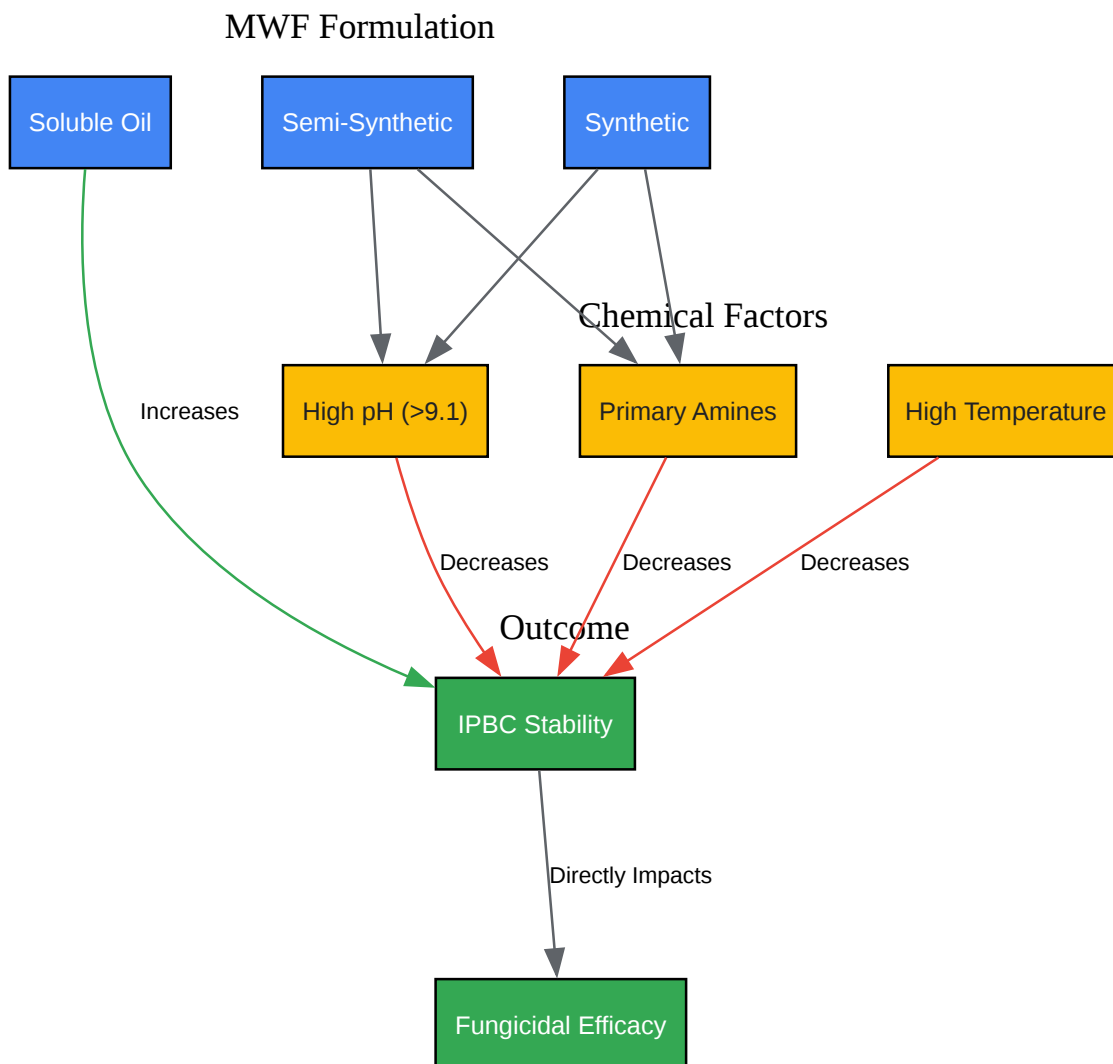 MWF Formulation
Soluble Oil
Semi-Synthetic
Synthetic
Chemical Factors
Increases
High pH (>9.1)
Primary Amines
High Temperature
Decreases
Decreases
Decreases
Outcome
IPBC Stability
Directly Impacts
Fungicidal Efficacy